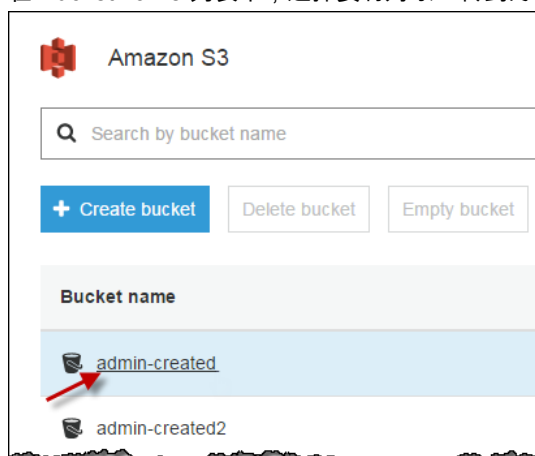 Amazon S3
Search by bucket name
Create bucket
Delete bucket
Empty bucket
Bucket name
admin-created
admin-created2